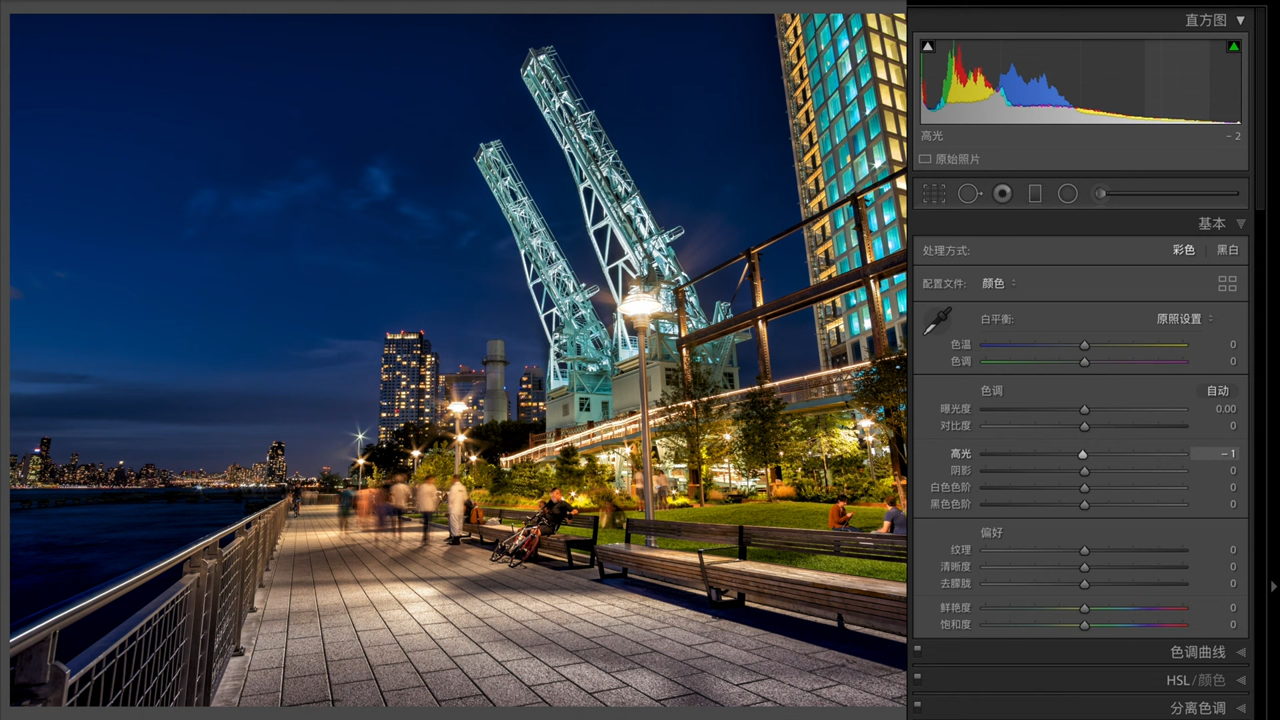 直方图
高光 - 2
原始照片
基本
处理方式: 彩色 | 黑白
配置文件: 颜色
白平衡: 原照设置
色温 0
色调 0
色调 自动
曝光度 0.00
对比度 0
高光 - 1
阴影 0
白色色阶 0
黑色色阶 0
偏好
纹理 0
清晰度 0
去朦胧 0
鲜艳度 0
饱和度 0
色调曲线
HSL / 颜色
分离色调